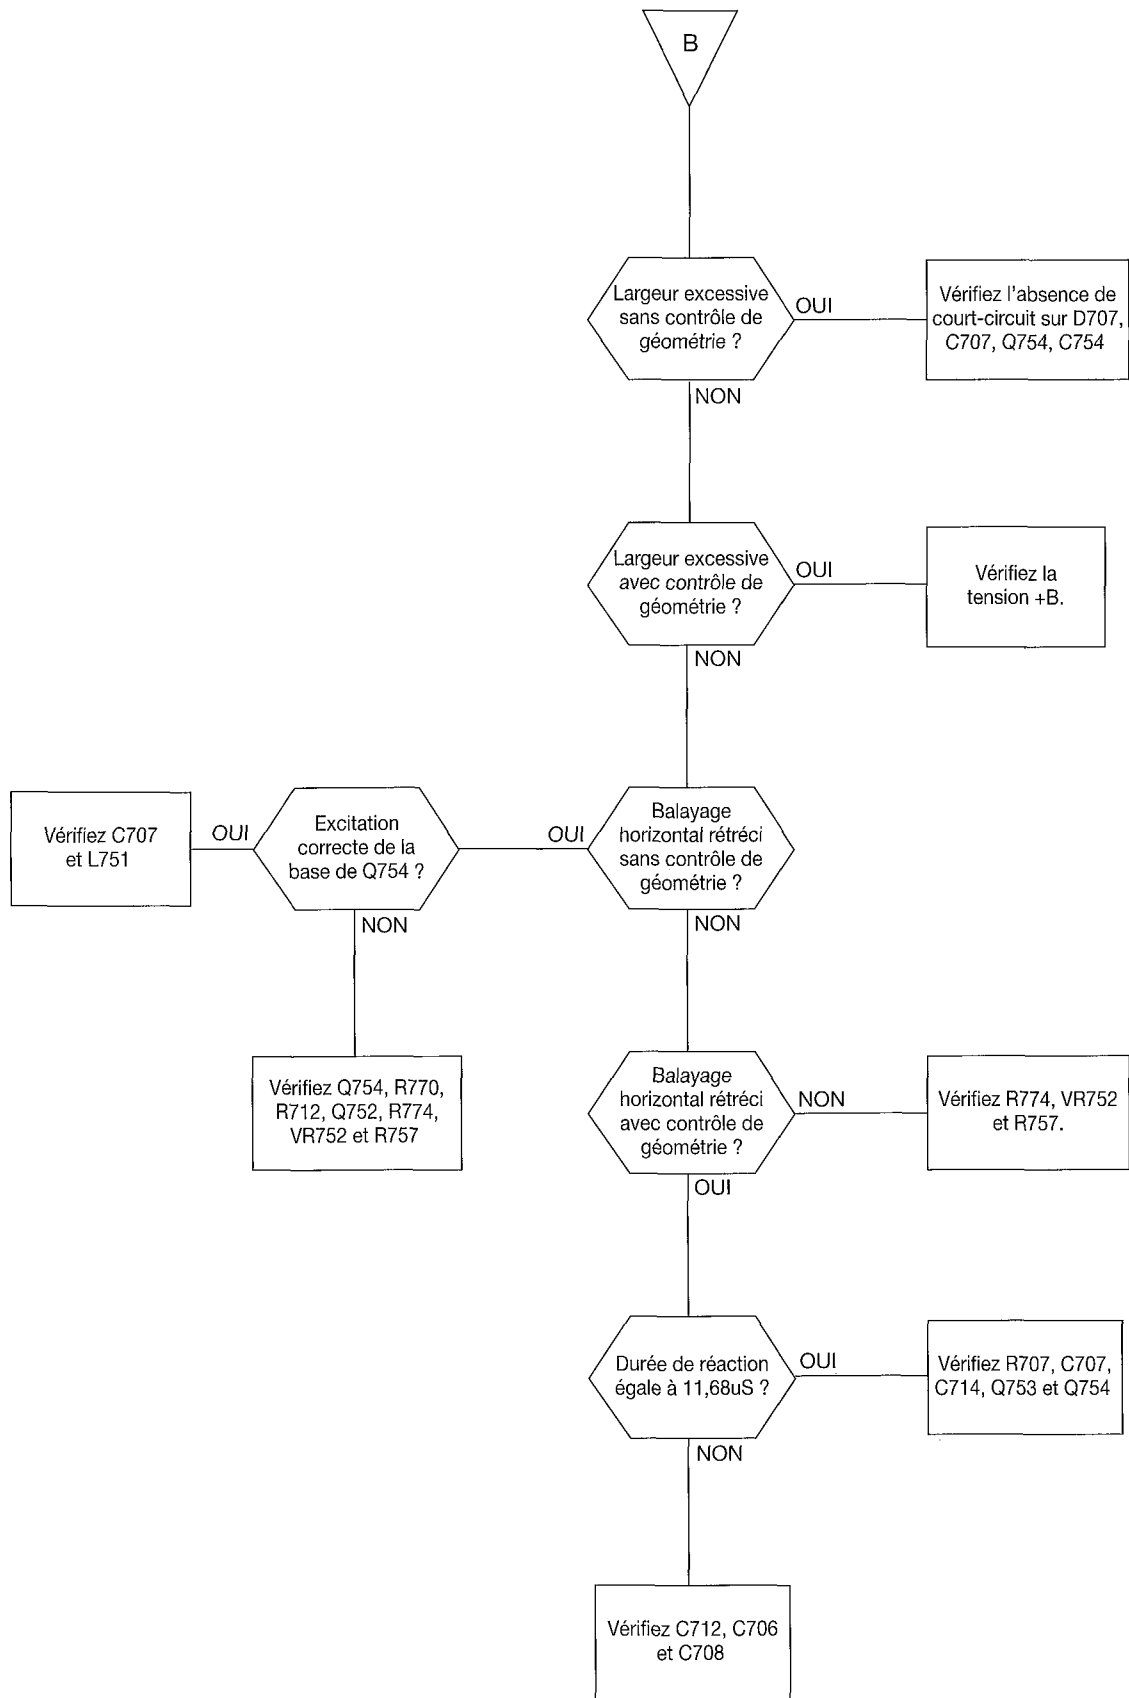 B
Largeur excessive
sans contrôle de
géométrie ?
OUI
Vérifiez l'absence de
court-circuit sur D707,
C707, Q754, C754
NON
Largeur excessive
avec contrôle de
géométrie ?
OUI
Vérifiez la
tension +B.
NON
Vérifiez C707
et L751
OUI
Excitation
correcte de la
base de Q754 ?
OUI
Balayage
horizontal rétréci
sans contrôle de
géométrie ?
NON
NON
Vérifiez Q754, R770,
R712, Q752, R774,
VR752 et R757
Balayage
horizontal rétréci
avec contrôle de
géométrie ?
NON
Vérifiez R774, VR752
et R757.
OUI
Durée de réaction
égale à 11,68uS ?
OUI
Vérifiez R707, C707,
C714, Q753 et Q754
NON
Vérifiez C712, C706
et C708